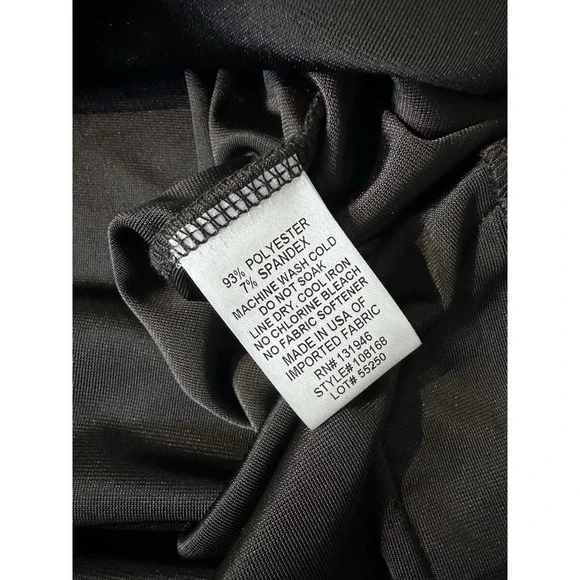 93% POLYESTER
7% SPANDEX
MACHINE WASH COLD
DO NOT SOAK
LINE DRY. COOL IRON
NO CHLORINE BLEACH
NO FABRIC SOFTENER
MADE IN USA OF
IMPORTED FABRIC
RN# 131946
STYLE# 108168
LOT# 55250